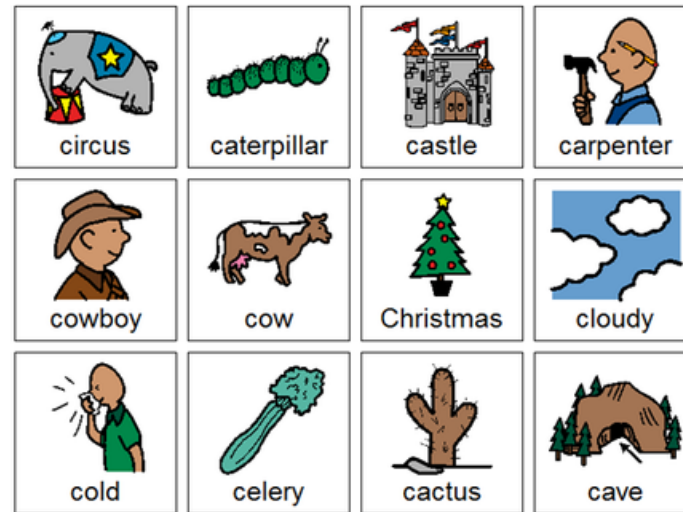 circus caterpillar castle carpenter
cowboy cow Christmas cloudy
cold celery cactus cave